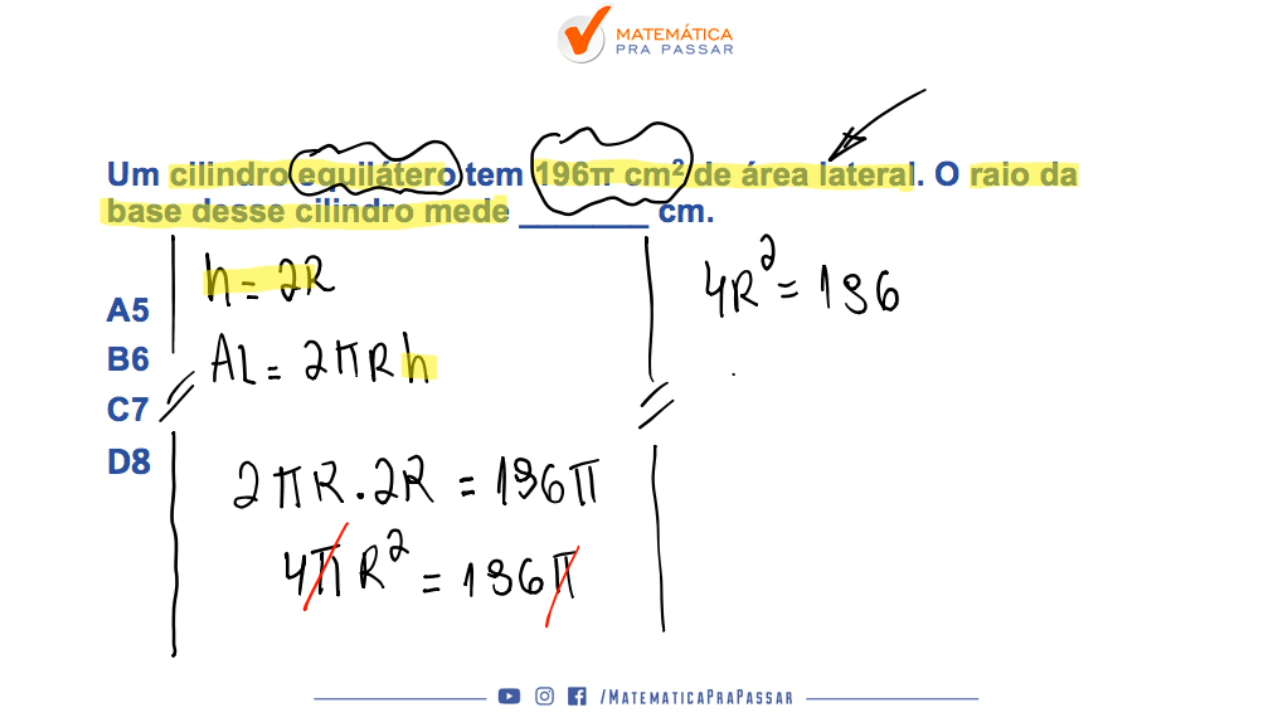 MATEMÁTICA
PRA PASSAR
Um cilindro equilátero tem 196π cm² de área lateral. O raio da
base desse cilindro mede ________ cm.
A5
B6
C7
D8
h = 2R
AL = 2πRh
2πR.2R = 196π
4πR² = 196π
4R² = 196
/MATEMATICAPRAPASSAR